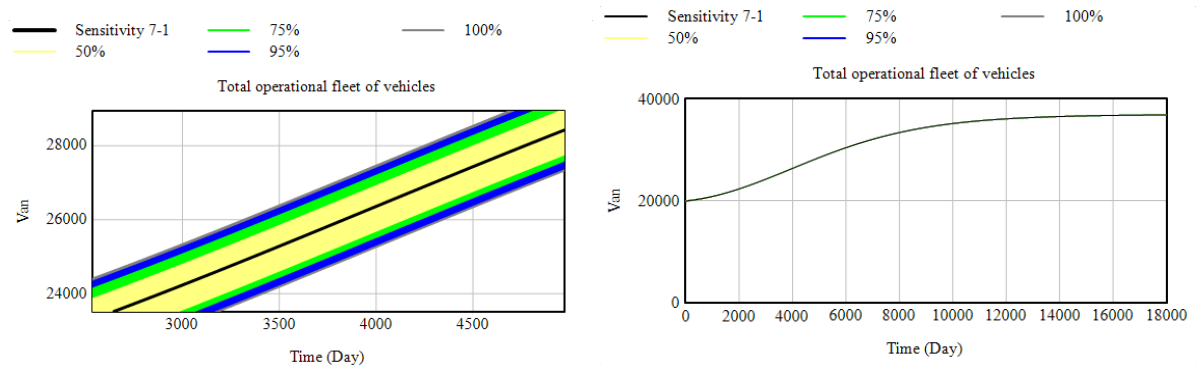 Sensitivity 7-1 75% 100%
50% 95%
Total operational fleet of vehicles
28000
26000
24000
Van
3000 3500 4000 4500
Time (Day)
Sensitivity 7-1 75% 100%
50% 95%
Total operational fleet of vehicles
40000
20000
0
Van
0 2000 4000 6000 8000 10000 12000 14000 16000 18000
Time (Day)